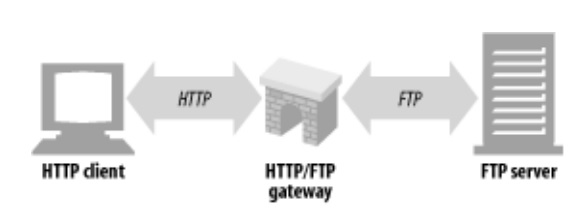 HTTP
FTP
HTTP client
HTTP/FTP
gateway
FTP server